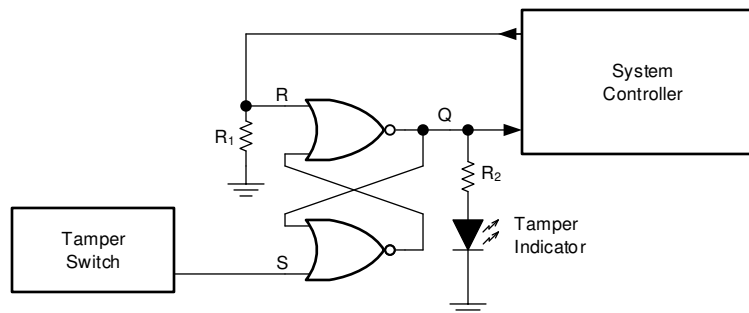 System
Controller
R
Q
R1
R2
Tamper
Switch
S
Tamper
Indicator